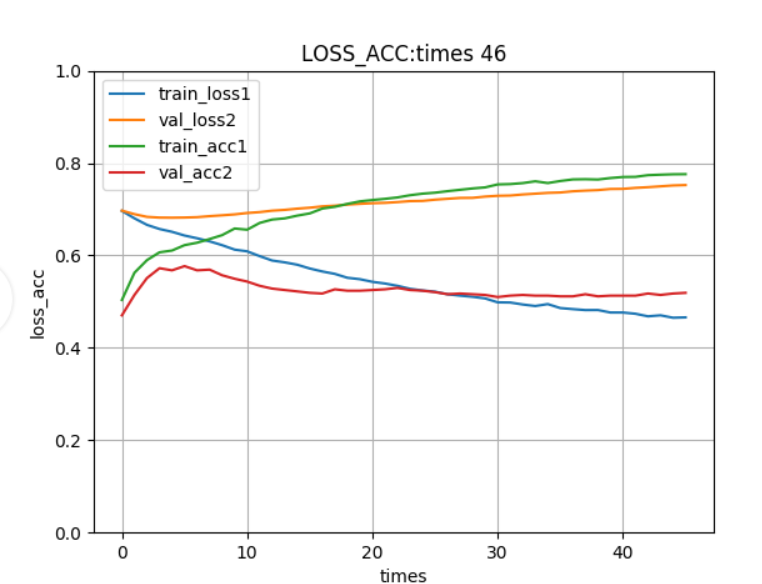 LOSS_ACC:times 46
train_loss1
val_loss2
train_acc1
val_acc2
loss_acc
1.0
0.8
0.6
0.4
0.2
0.0
0 10 20 30 40
times